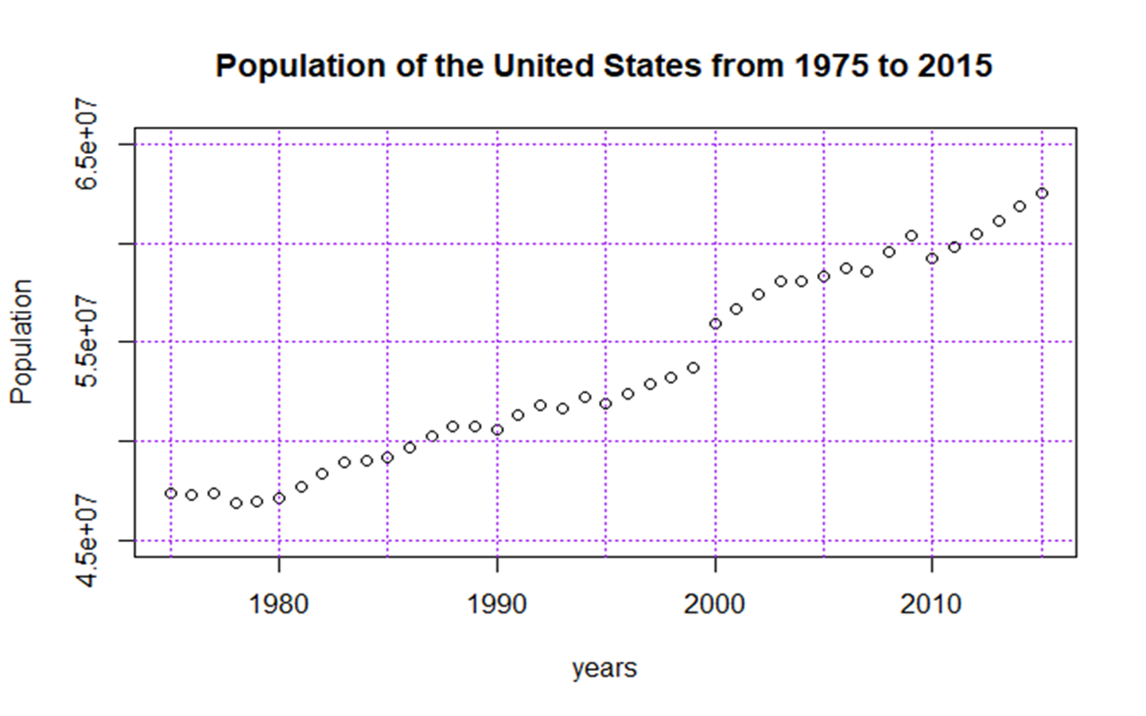 Population of the United States from 1975 to 2015
6.5e+07
5.5e+07
4.5e+07
Population
1980 1990 2000 2010
years